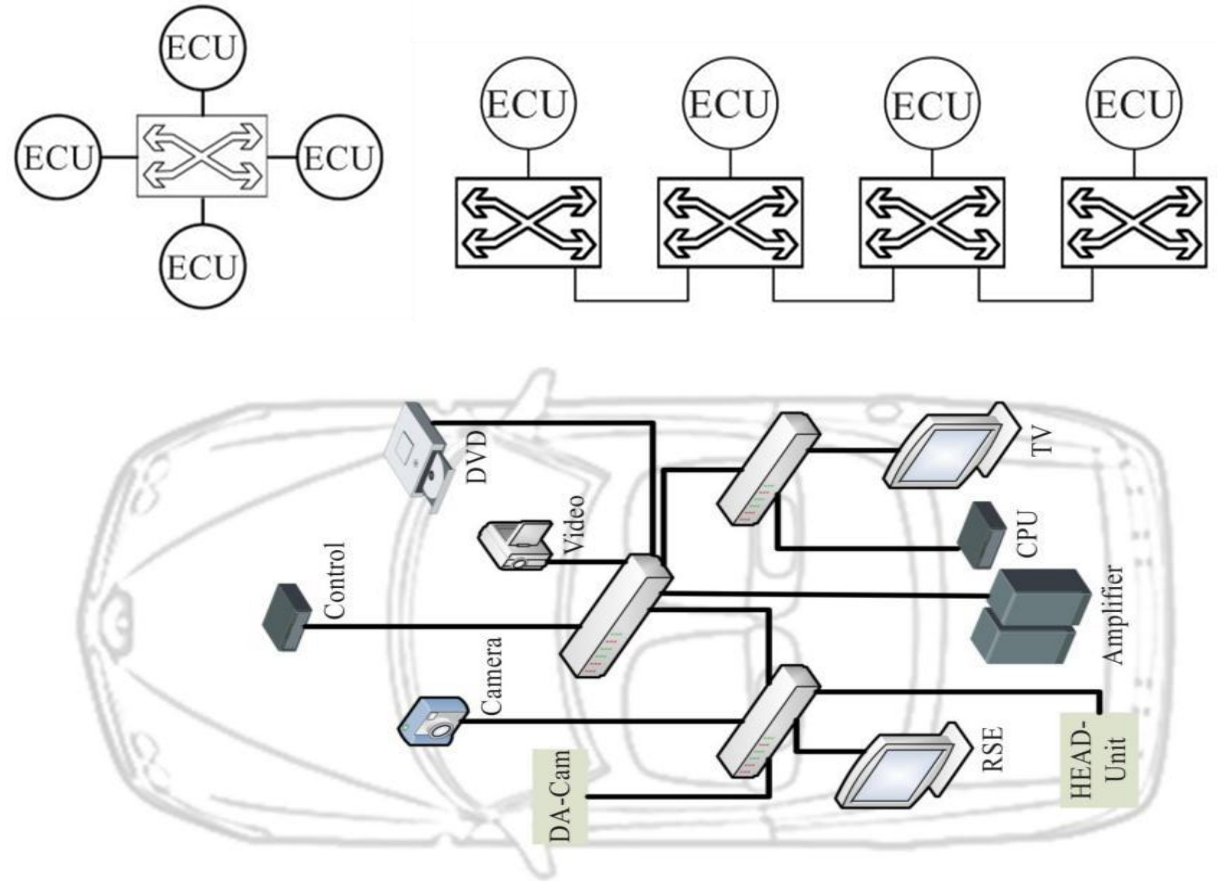 ECU
ECU
ECU
ECU
ECU
ECU
ECU
ECU
DVD
Video
Control
Camera
DA-Cam
TV
CPU
Amplifier
RSE
HEAD-
Unit